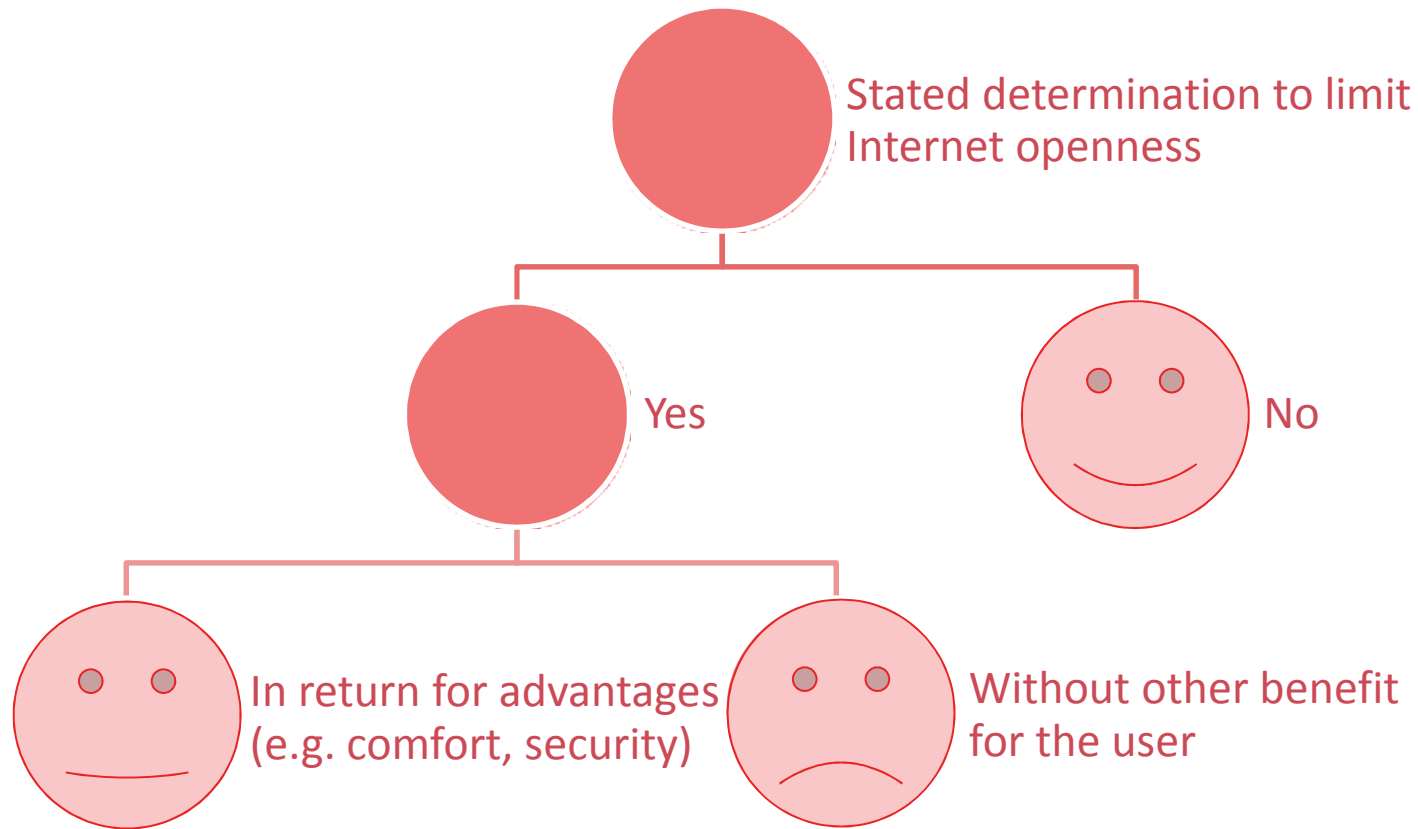 Stated determination to limit
Internet openness
Yes
No
In return for advantages
(e.g. comfort, security)
Without other benefit
for the user